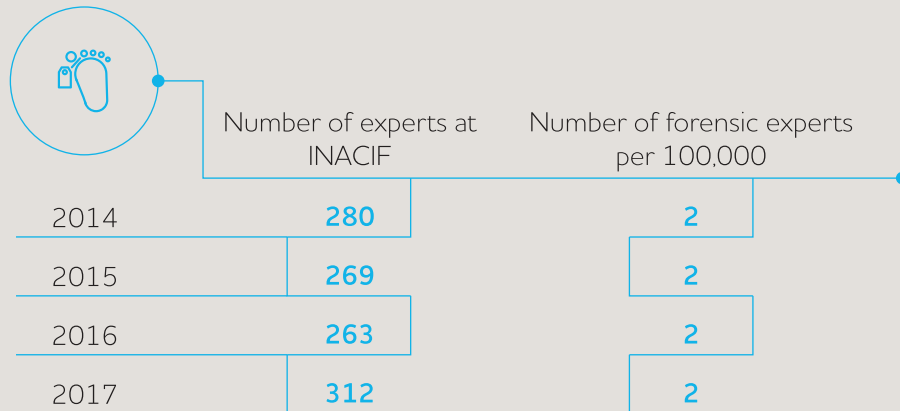 Number of experts at
INACIF
Number of forensic experts
per 100,000
2014 280 2
2015 269 2
2016 263 2
2017 312 2